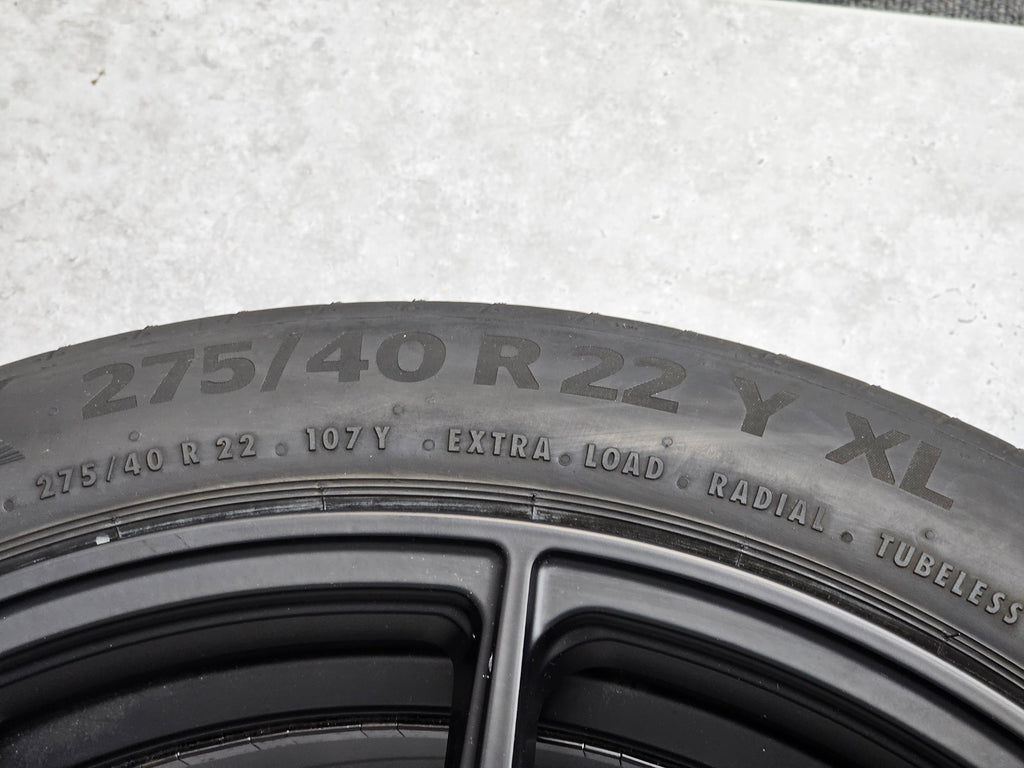 275/40 R 22 Y XL
275/40 R 22 . 107 Y . EXTRA . LOAD . RADIAL . TUBELESS